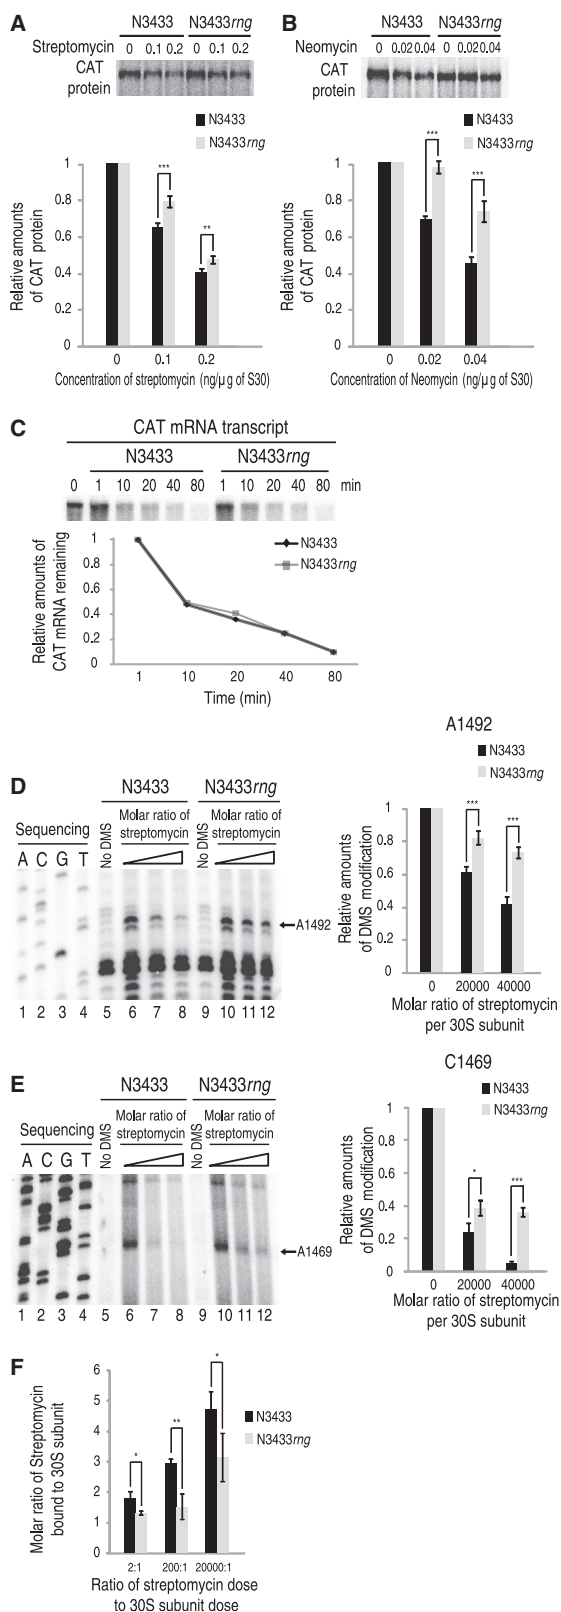 A
N3433 N3433rng
Streptomycin 0 0.1 0.2 0 0.1 0.2
CAT
protein
N3433
N3433rng
Relative amounts
of CAT protein
1
0.8
0.6
0.4
0.2
0
***
**
0 0.1 0.2
Concentration of streptomycin (ng/µg of S30)
B
N3433 N3433rng
Neomycin 0 0.02 0.04 0 0.02 0.04
CAT
protein
N3433
N3433rng
Relative amounts
of CAT protein
1
0.8
0.6
0.4
0.2
0
***
***
0 0.02 0.04
Concentration of Neomycin (ng/µg of S30)
C
CAT mRNA transcript
N3433 N3433rng
0 1 10 20 40 80 1 10 20 40 80 min
N3433
N3433rng
Relative amounts of
CAT mRNA remaining
1
0.8
0.6
0.4
0.2
0
1 10 20 40 80
Time (min)
D
N3433 N3433rng
Sequencing
A C G T
No DMS
Molar ratio of
streptomycin
No DMS
Molar ratio of
streptomycin
A1492
1 2 3 4 5 6 7 8 9 10 11 12
A1492
N3433
N3433rng
Relative amounts
of DMS modification
1
0.8
0.6
0.4
0.2
0
***
***
0 20000 40000
Molar ratio of streptomycin
per 30S subunit
E
N3433 N3433rng
Sequencing
A C G T
No DMS
Molar ratio of
streptomycin
No DMS
Molar ratio of
streptomycin
A1469
1 2 3 4 5 6 7 8 9 10 11 12
C1469
N3433
N3433rng
Relative amounts
of DMS modification
1
0.8
0.6
0.4
0.2
0
*
***
0 20000 40000
Molar ratio of streptomycin
per 30S subunit
F
Molar ratio of Streptomycin
bound to 30S subunit
6
5
4
3
2
1
0
*
**
*
N3433
N3433rng
2:1 200:1 20000:1
Ratio of streptomycin dose
to 30S subunit dose